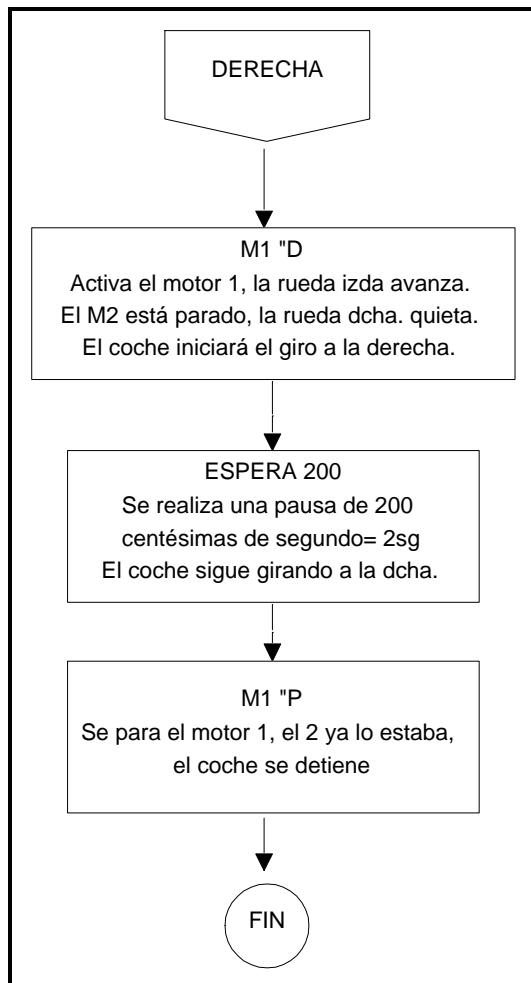 DERECHA
M1 "D
Activa el motor 1, la rueda izda avanza.
El M2 está parado, la rueda dcha. quieta.
El coche iniciará el giro a la derecha.
ESPERA 200
Se realiza una pausa de 200
centésimas de segundo= 2sg
El coche sigue girando a la dcha.
M1 "P
Se para el motor 1, el 2 ya lo estaba,
el coche se detiene
FIN